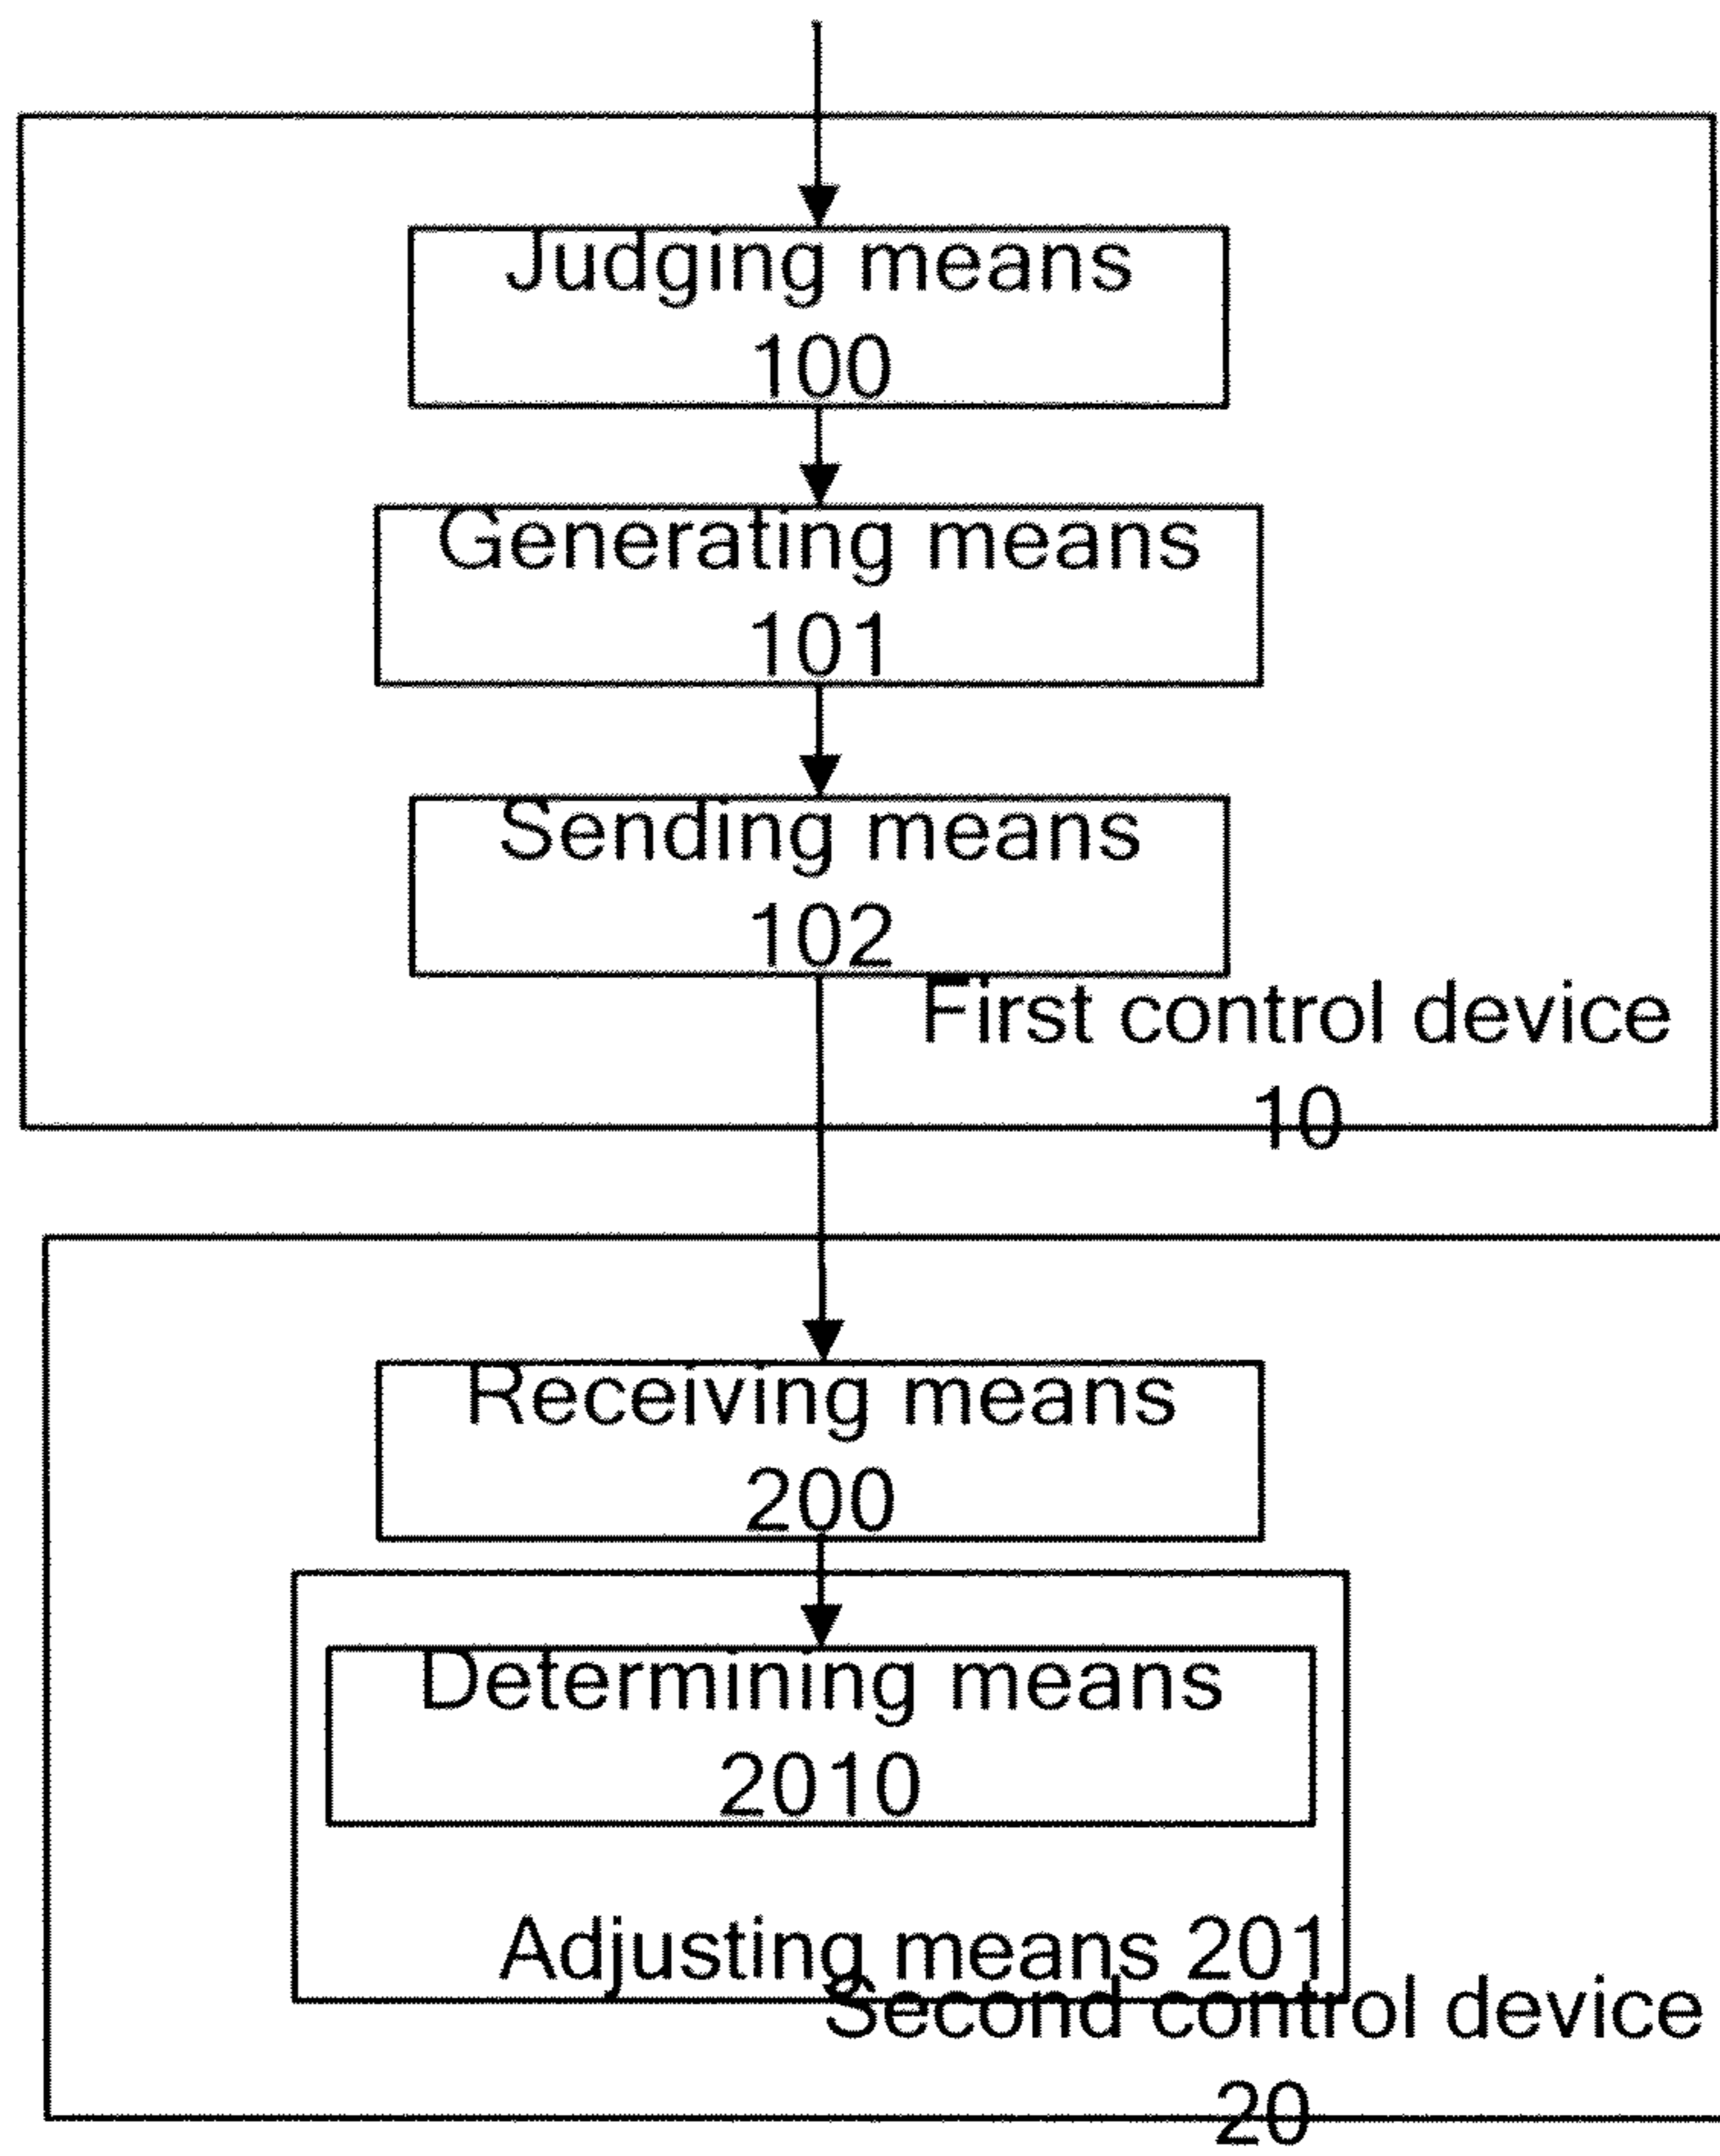 Judging means
100
Generating means
101
Sending means
102
First control device
10
Receiving means
200
Determining means
2010
Adjusting means 201
Second control device
20